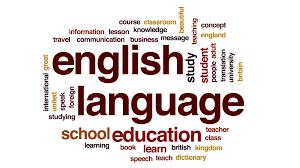 course classroom beautiful
information lesson knowledge teaching concept
travel communication business message england
international great english study student people adult translation university britain
united speak foreign language
studying
school education teacher class
learning book learn british kingdom
speech teach dictionary